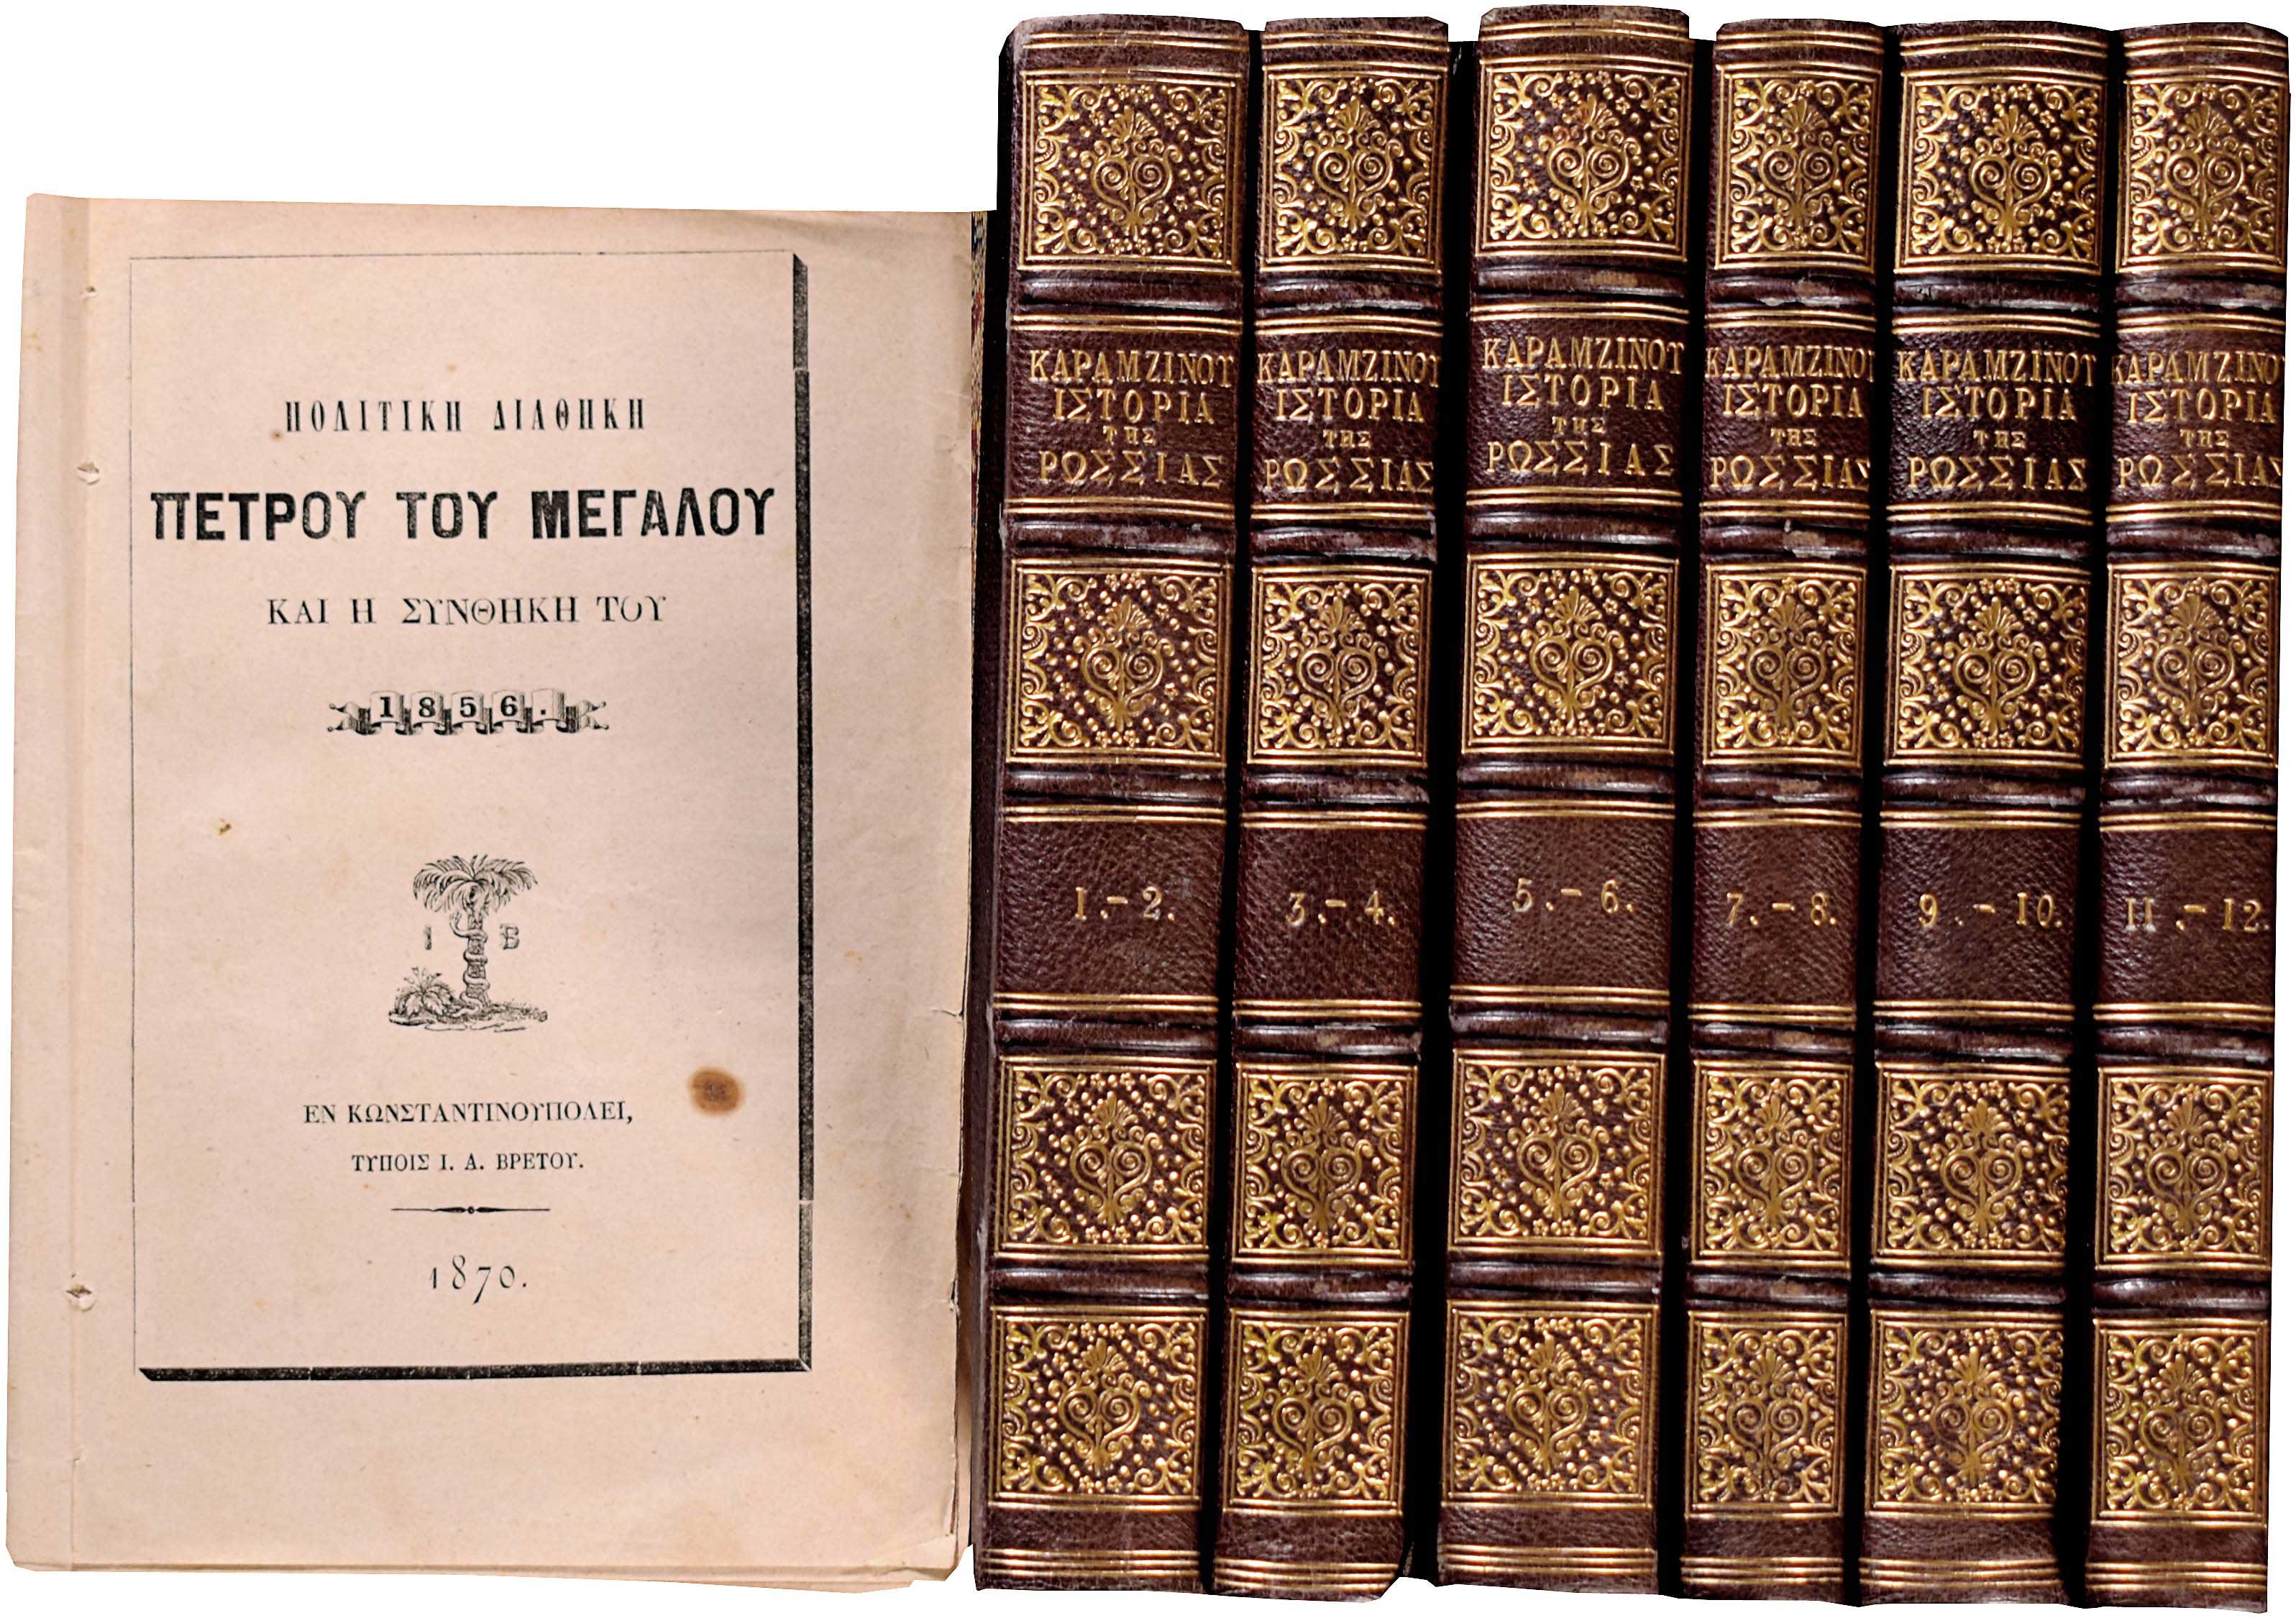 ΠΟΛΙΤΙΚΗ ΔΙΑΘΗΚΗ
ΠΕΤΡΟΥ ΤΟΥ ΜΕΓΑΛΟΥ
ΚΑΙ Η ΣΥΝΘΗΚΗ ΤΟΥ
1856.
Ι Β
ΕΝ ΚΩΝΣΤΑΝΤΙΝΟΥΠΟΛΕΙ,
ΤΥΠΟΙΣ Ι. Α. ΒΡΕΤΟΥ.
1870.
ΚΑΡΑΜΖΙΝΟΥ
ΙΣΤΟΡΙΑ
ΤΗΣ
ΡΩΣΣΙΑΣ
1.-2.
ΚΑΡΑΜΖΙΝΟΥ
ΙΣΤΟΡΙΑ
ΤΗΣ
ΡΩΣΣΙΑΣ
3.-4.
ΚΑΡΑΜΖΙΝΟΥ
ΙΣΤΟΡΙΑ
ΤΗΣ
ΡΩΣΣΙΑΣ
5.-6.
ΚΑΡΑΜΖΙΝΟΥ
ΙΣΤΟΡΙΑ
ΤΗΣ
ΡΩΣΣΙΑΣ
7.-8.
ΚΑΡΑΜΖΙΝΟΥ
ΙΣΤΟΡΙΑ
ΤΗΣ
ΡΩΣΣΙΑΣ
9.-10.
ΚΑΡΑΜΖΙΝΟ
ΙΣΤΟΡΙΑ
ΤΗΣ
ΡΩΣΣΙΑΣ
11.-12.